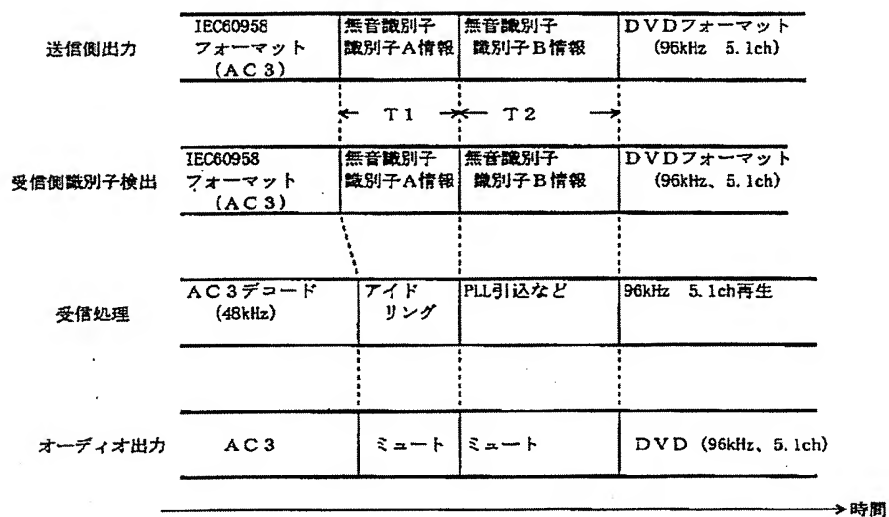 送信側出力
IEC60958
フォーマット
(AC3)
無音識別子
識別子A情報
無音識別子
識別子B情報
DVDフォーマット
(96kHz 5.1ch)
T1
T2
受信側識別子検出
IEC60958
フォーマット
(AC3)
無音識別子
識別子A情報
無音識別子
識別子B情報
DVDフォーマット
(96kHz、5.1ch)
受信処理
AC3デコード
(48kHz)
アイド
リング
PLL引込など
96kHz 5.1ch再生
オーディオ出力
AC3
ミュート
ミュート
DVD (96kHz、5.1ch)
時間